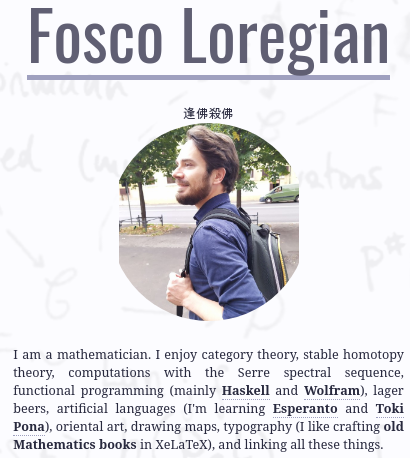 Fosco Loregian
逢佛殺佛
I am a mathematician. I enjoy category theory, stable homotopy
theory, computations with the Serre spectral sequence,
functional programming (mainly Haskell and Wolfram), lager
beers, artificial languages (I'm learning Esperanto and Toki
Pona), oriental art, drawing maps, typography (I like crafting old
Mathematics books in XeLaTeX), and linking all these things.